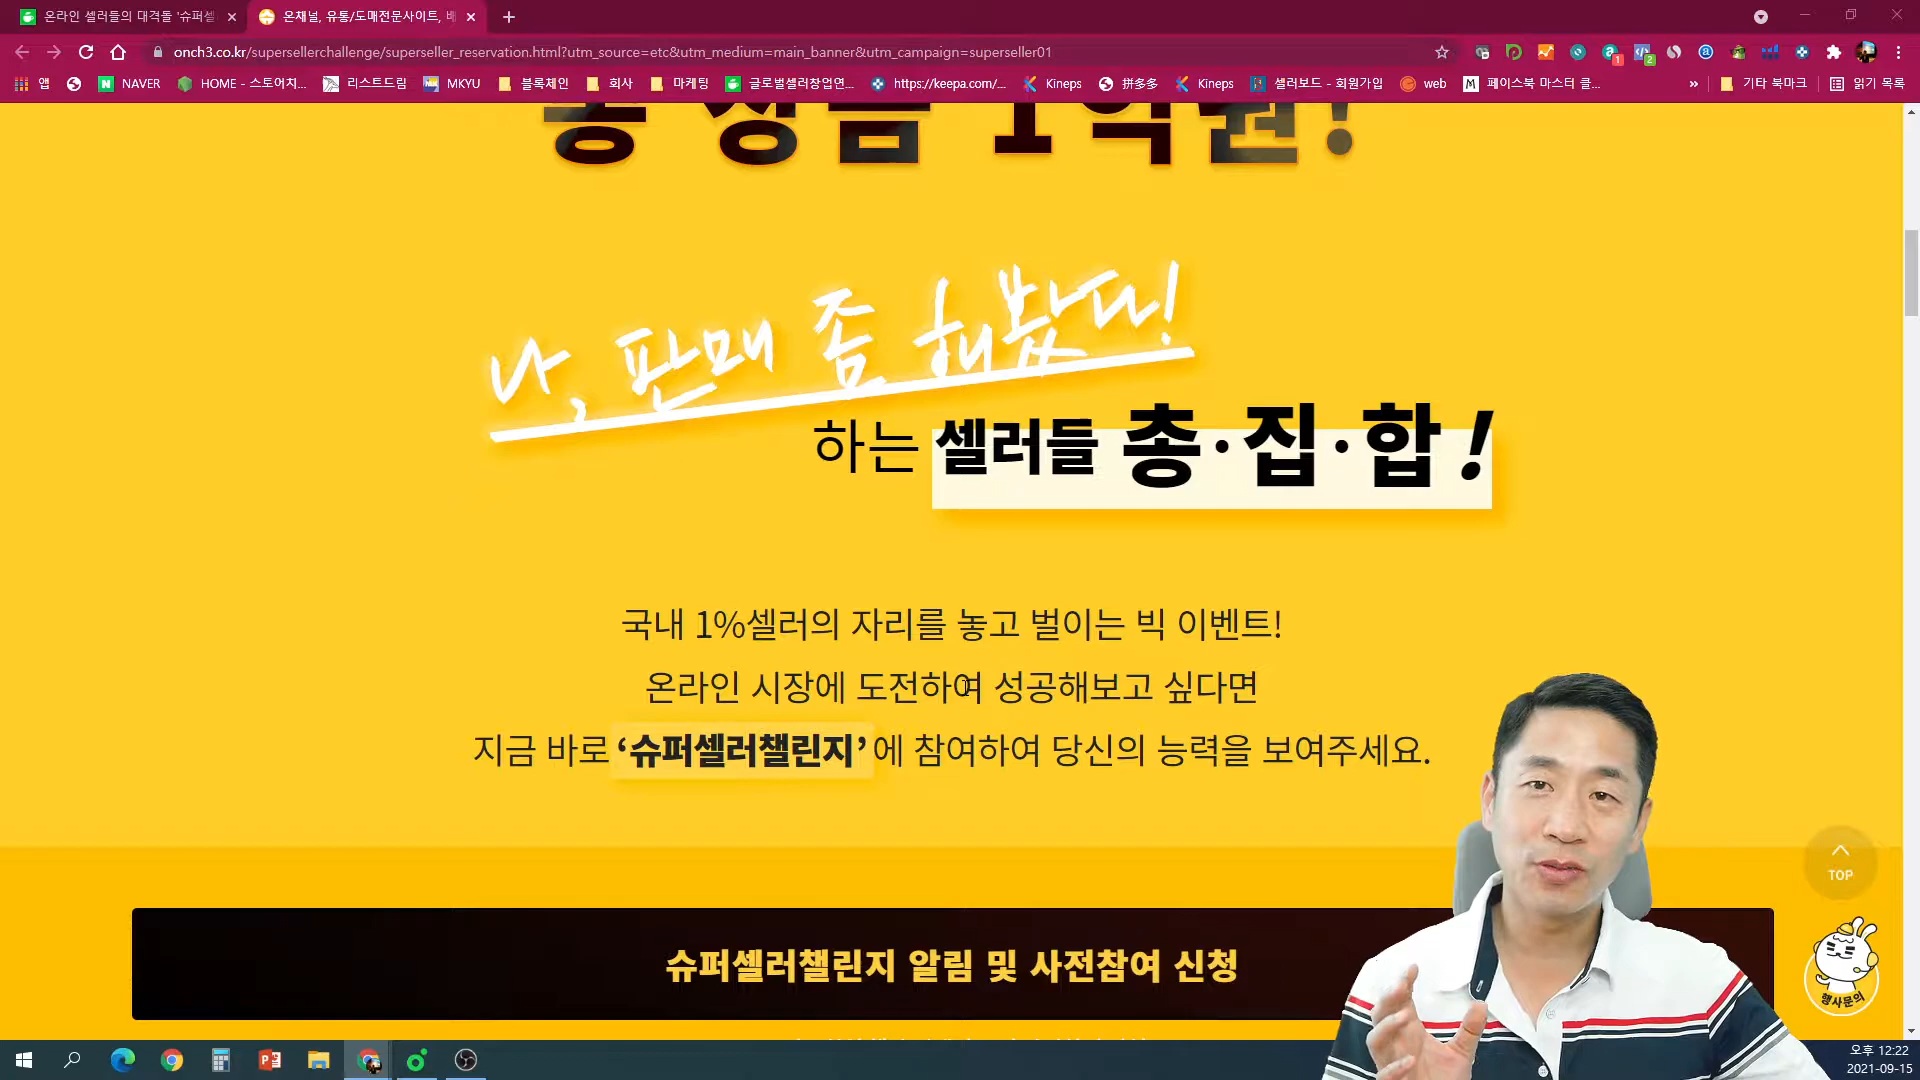 온라인 셀러들의 대격돌 '슈퍼셀
온채널, 유통/도매전문사이트, 배
onch3.co.kr/supersellerchallenge/superseller_reservation.html?utm_source=etc&utm_medium=main_banner&utm_campaign=superseller01
앱 NAVER HOME - 스토어치... 리스트드림 MKYU 블록체인 회사 마케팅 글로벌셀러창업연... https://keepa.com/... Kineps 拼多多 Kineps 셀러보드 - 회원가입 web 페이스북 마스터 클... » 기타 북마크 읽기 목록
총 상금 1억원!
나, 판매 좀 해봤다!
하는 셀러들 총·집·합!
국내 1%셀러의 자리를 놓고 벌이는 빅 이벤트!
온라인 시장에 도전하여 성공해보고 싶다면
지금 바로 ‘슈퍼셀러챌린지’에 참여하여 당신의 능력을 보여주세요.
TOP
슈퍼셀러챌린지 알림 및 사전참여 신청
행사문의
오후 12:22
2021-09-15